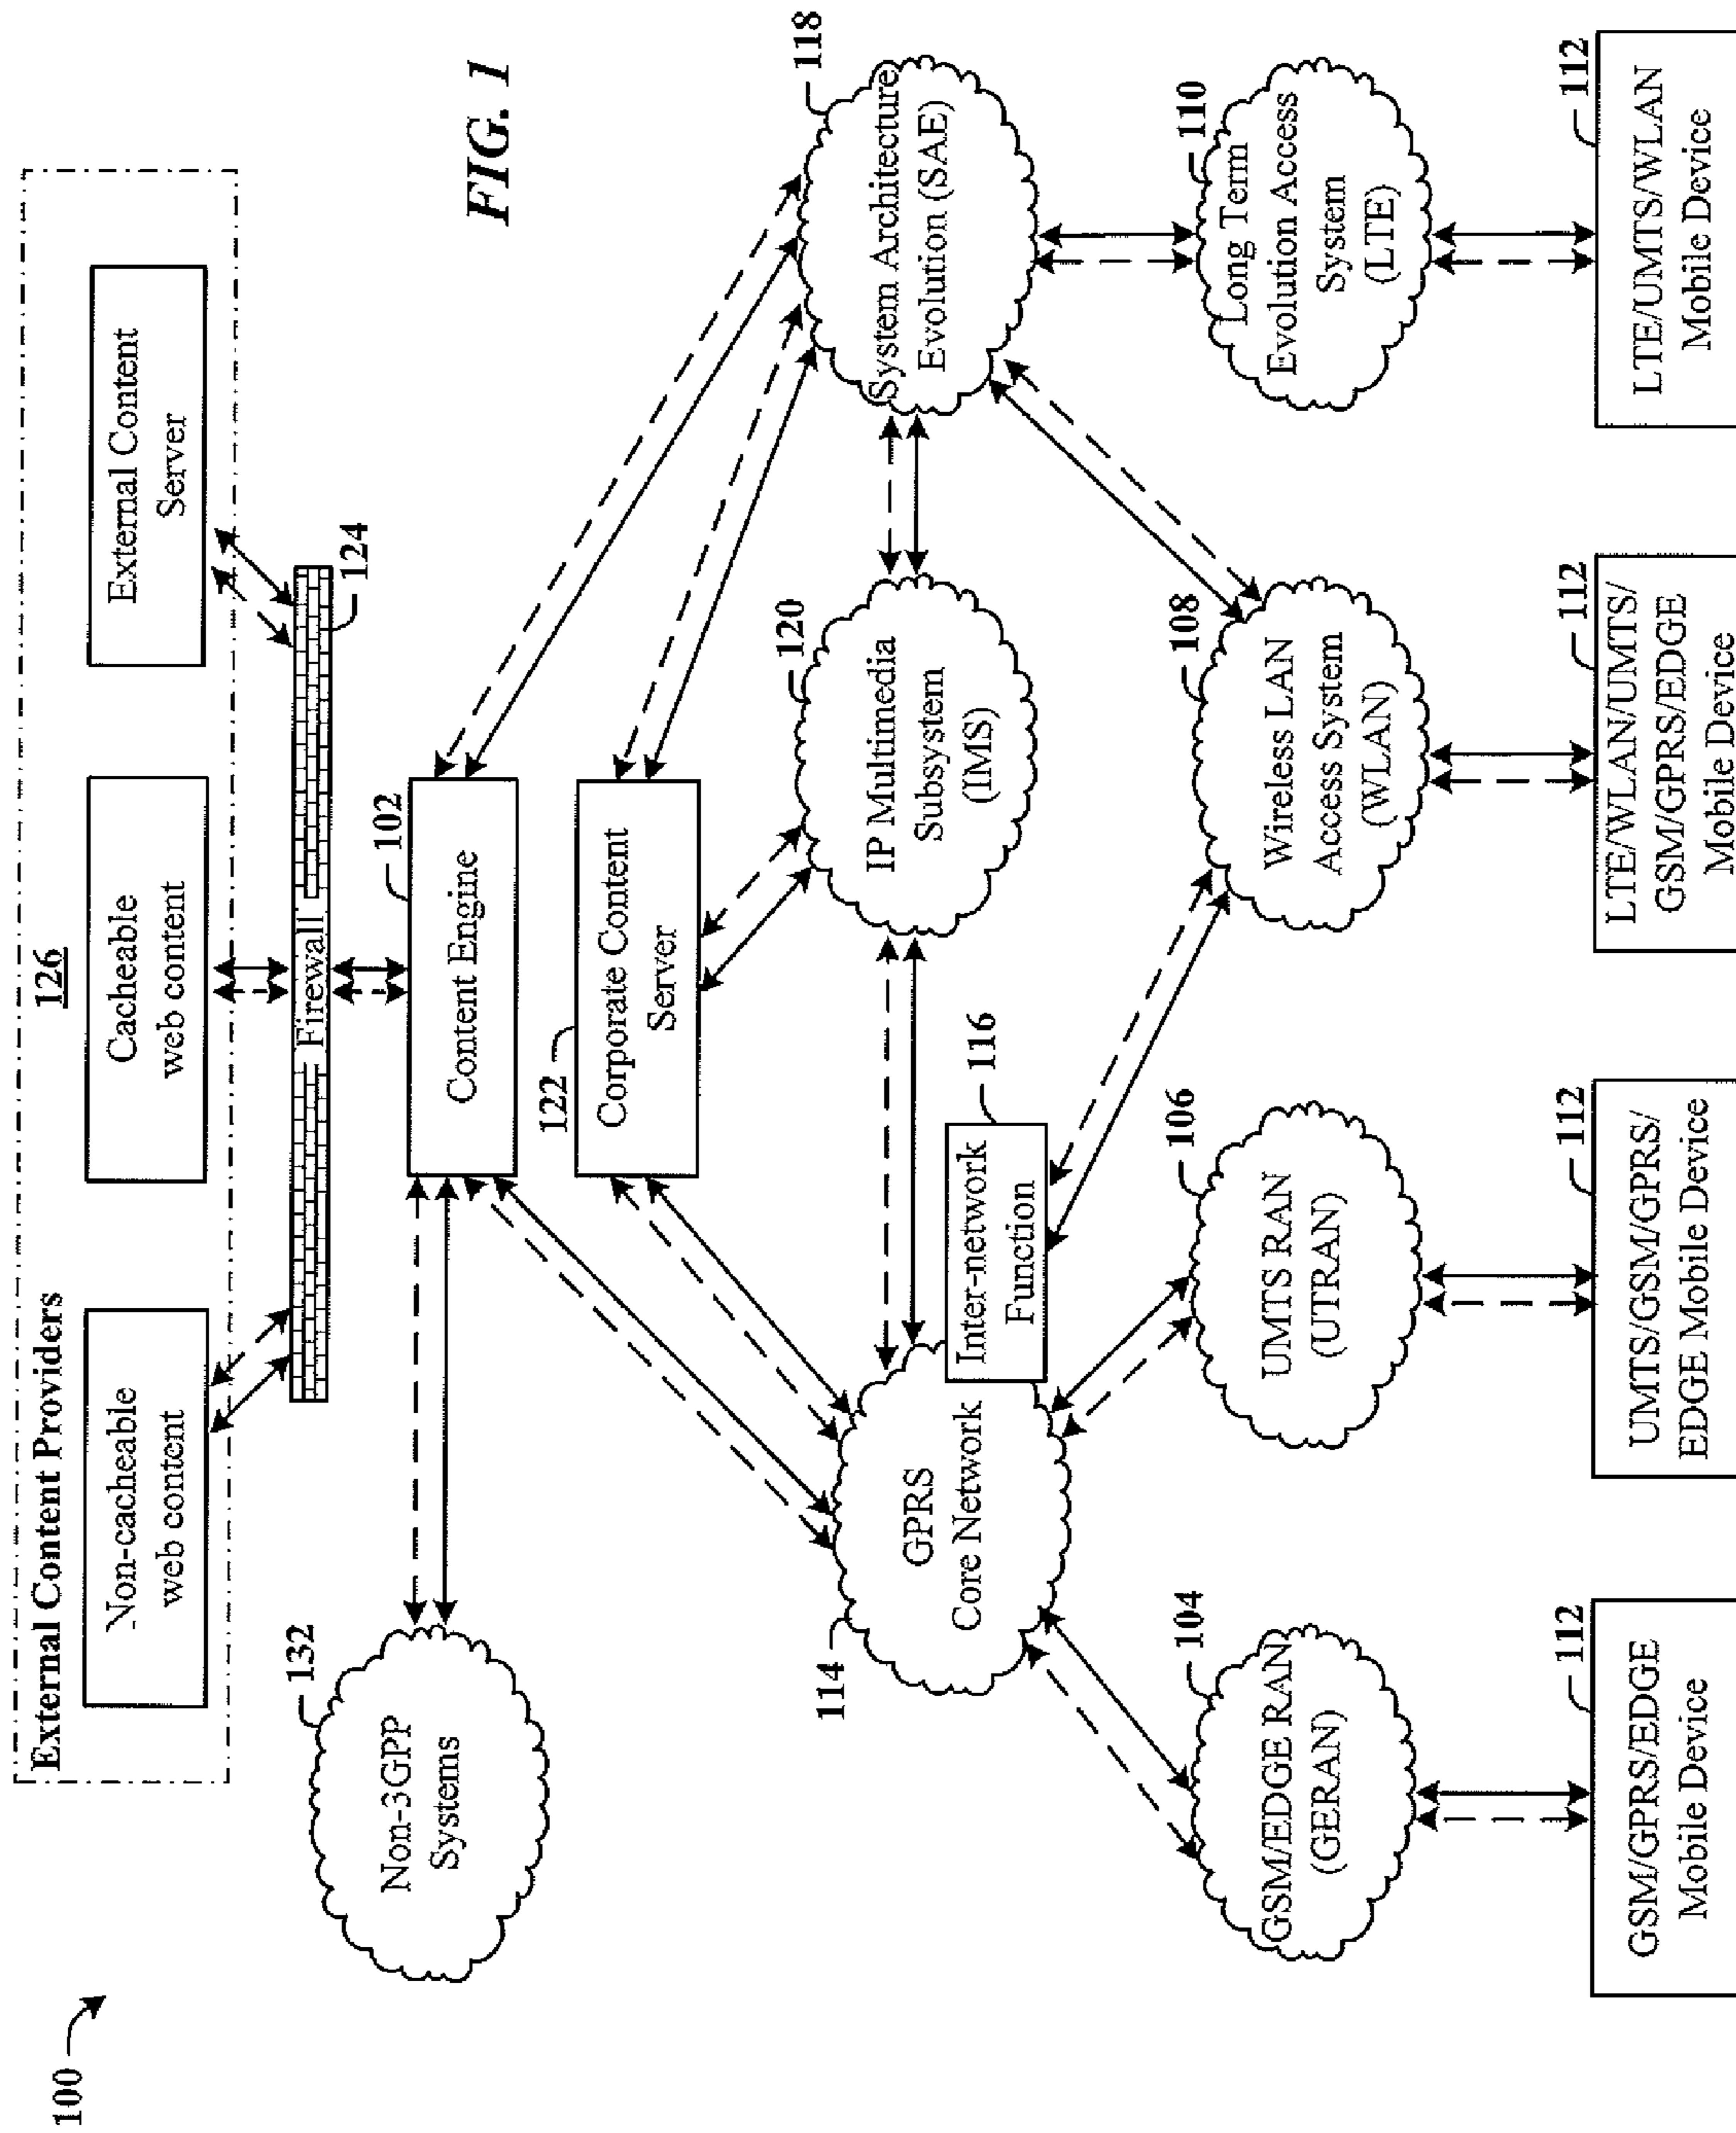 100
External Content Providers
126
Non-cacheable
web content
Cacheable
web content
External Content
Server
Firewall
124
132
Non-3GPP
Systems
102
Content Engine
122
Corporate Content
Server
FIG. 1
114
GPRS
Core Network
Inter-network
Function
116
120
IP Multimedia
Subsystem
(IMS)
118
System Architecture
Evolution (SAE)
104
GSM/EDGE RAN
(GERAN)
106
UMTS RAN
(UTRAN)
108
Wireless LAN
Access System
(WLAN)
110
Long Term
Evolution Access
System
(LTE)
112
GSM/GPRS/EDGE
Mobile Device
112
UMTS/GSM/GPRS/
EDGE Mobile Device
112
LTE/WLAN/UMTS/
GSM/GPRS/EDGE
Mobile Device
112
LTE/UMTS/WLAN
Mobile Device